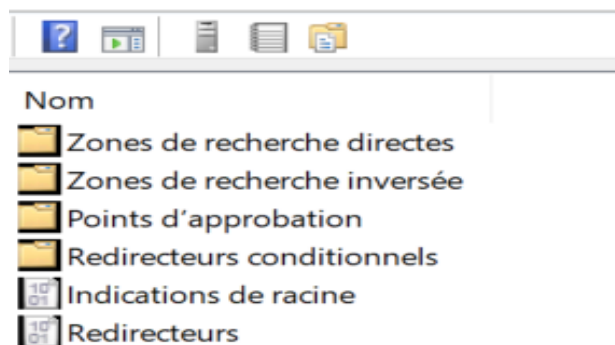 Nom
Zones de recherche directes
Zones de recherche inversée
Points d’approbation
Redirecteurs conditionnels
Indications de racine
Redirecteurs